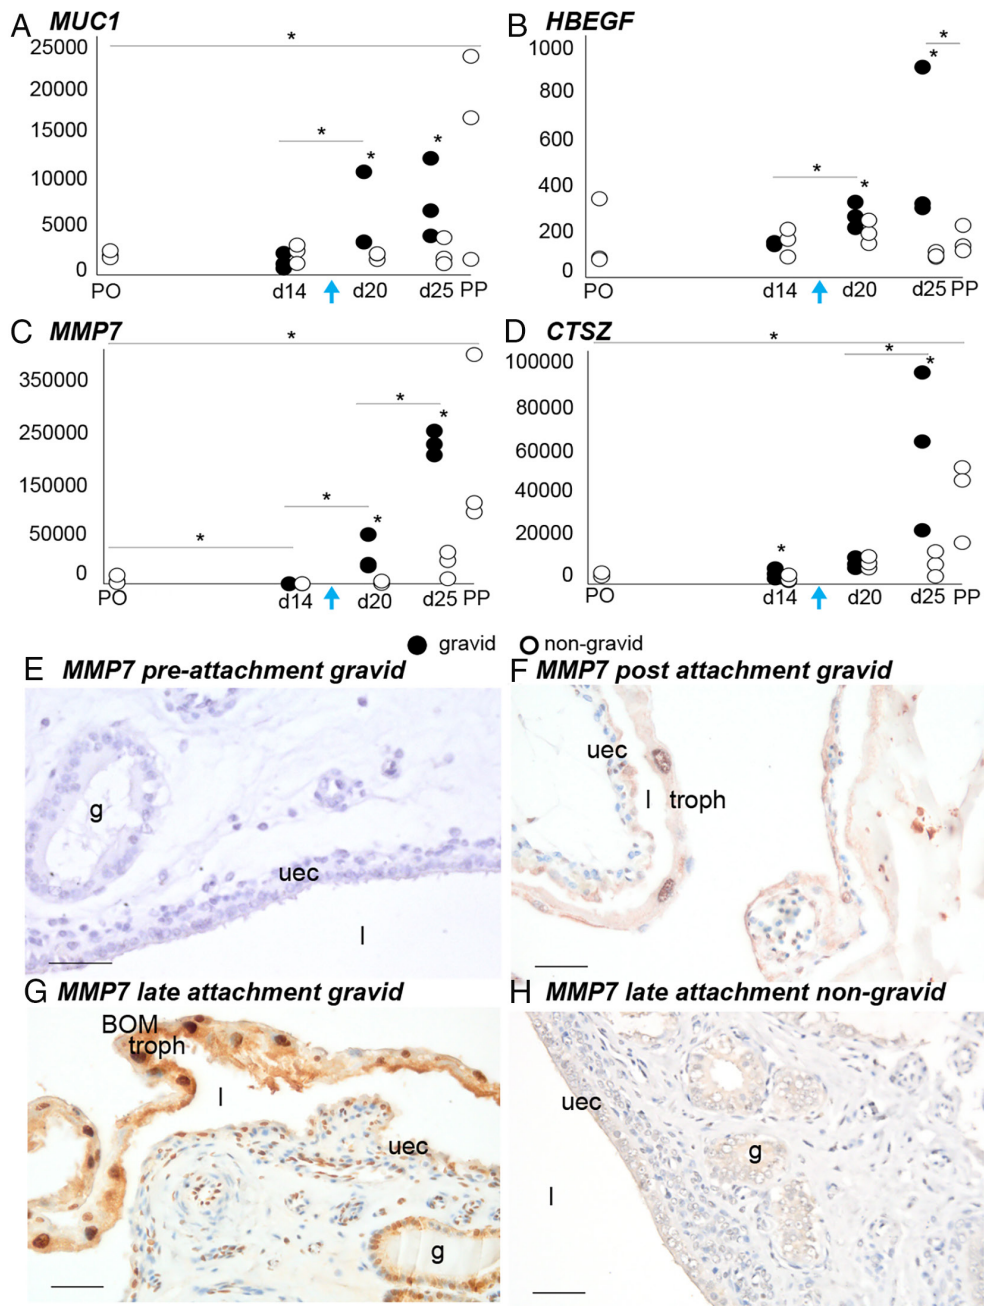 A MUC1
*
25000
20000
15000
10000
5000
0
* * *
PO d14 d20 d25 PP
B HBEGF
*
*
1000
800
600
400
200
0
* *
PO d14 d20 d25 PP
C MMP7
*
350000
250000
150000
50000
0
* *
* *
*
PO d14 d20 d25 PP
D CTSZ
*
* *
100000
80000
60000
40000
20000
0
*
PO d14 d20 d25 PP
gravid non-gravid
E MMP7 pre-attachment gravid
g
uec
l
F MMP7 post attachment gravid
uec
l troph
G MMP7 late attachment gravid
BOM
troph
l
uec
g
H MMP7 late attachment non-gravid
uec
g
l